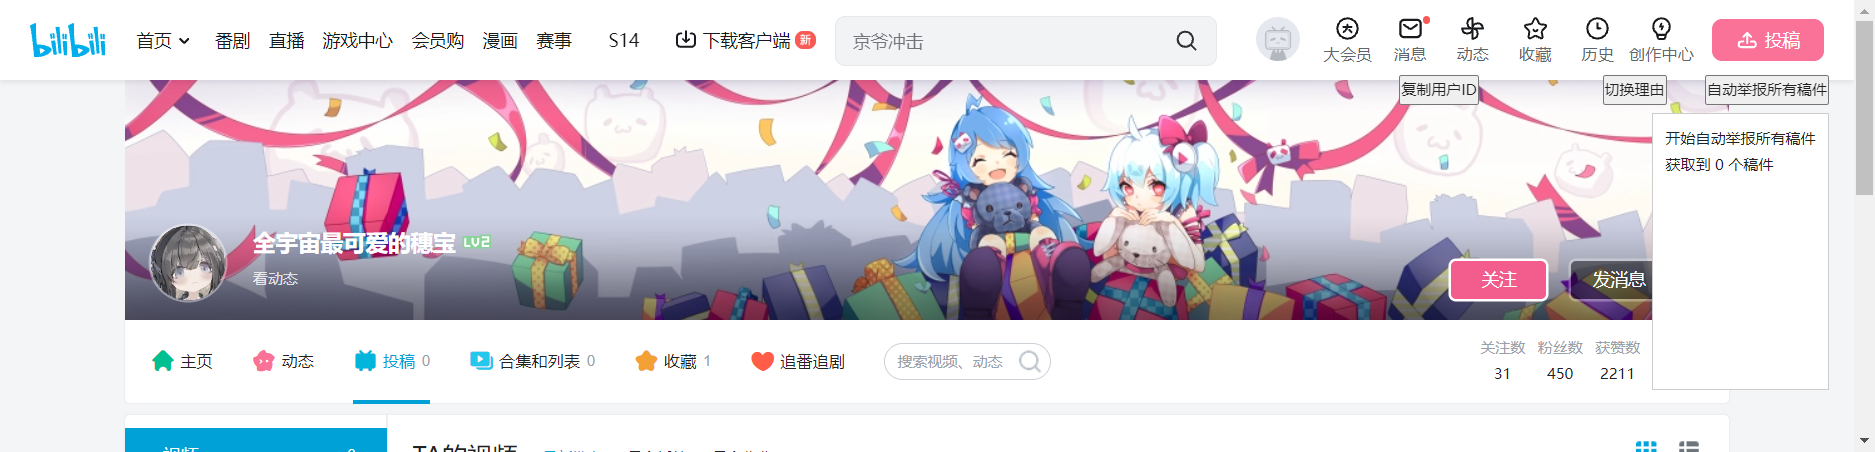 bilibili 首页 番剧 直播 游戏中心 会员购 漫画 赛事 S14 下载客户端 新 京爷冲击 大会员 消息 动态 收藏 历史 创作中心 投稿
复制用户ID 切换理由 自动举报所有稿件
开始自动举报所有稿件
获取到 0 个稿件
全宇宙最可爱的穗宝 LV2
看动态
关注 发消息
主页 动态 投稿 0 合集和列表 0 收藏 1 追番追剧 搜索视频、动态
关注数 粉丝数 获赞数
31 450 2211
TA的视频